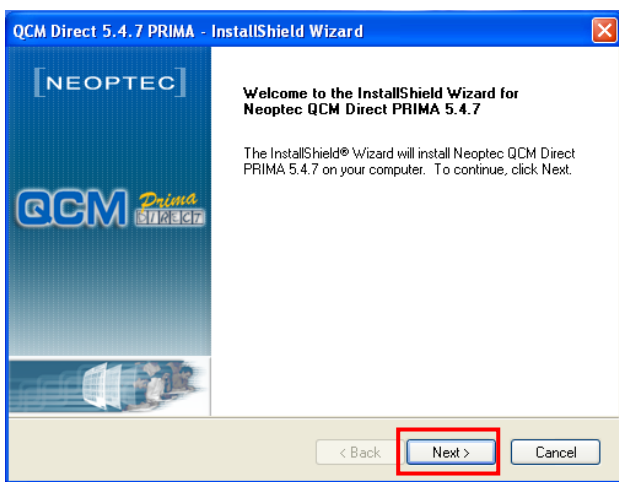 QCM Direct 5.4.7 PRIMA - InstallShield Wizard
[NEOPTEC]
Welcome to the InstallShield Wizard for
Neoptec QCM Direct PRIMA 5.4.7
The InstallShield® Wizard will install Neoptec QCM Direct
PRIMA 5.4.7 on your computer. To continue, click Next.
QCM Prima
DIRECT
< Back Next > Cancel